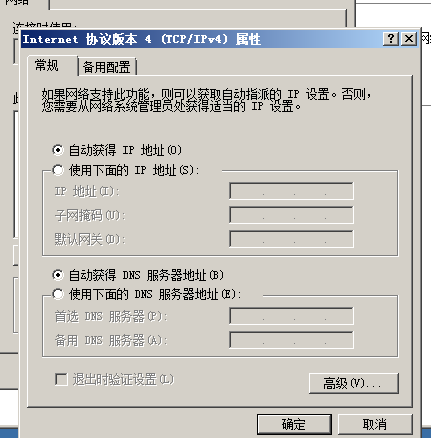 网络
连接时使用:
Internet 协议版本 4 (TCP/IPv4) 属性
常规
备用配置
如果网络支持此功能，则可以获取自动指派的 IP 设置。否则，
您需要从网络系统管理员处获得适当的 IP 设置。
自动获得 IP 地址(O)
使用下面的 IP 地址(S):
IP 地址(I):
子网掩码(U):
默认网关(D):
自动获得 DNS 服务器地址(B)
使用下面的 DNS 服务器地址(E):
首选 DNS 服务器(P):
备用 DNS 服务器(A):
退出时验证设置(L)
高级(V)...
确定
取消